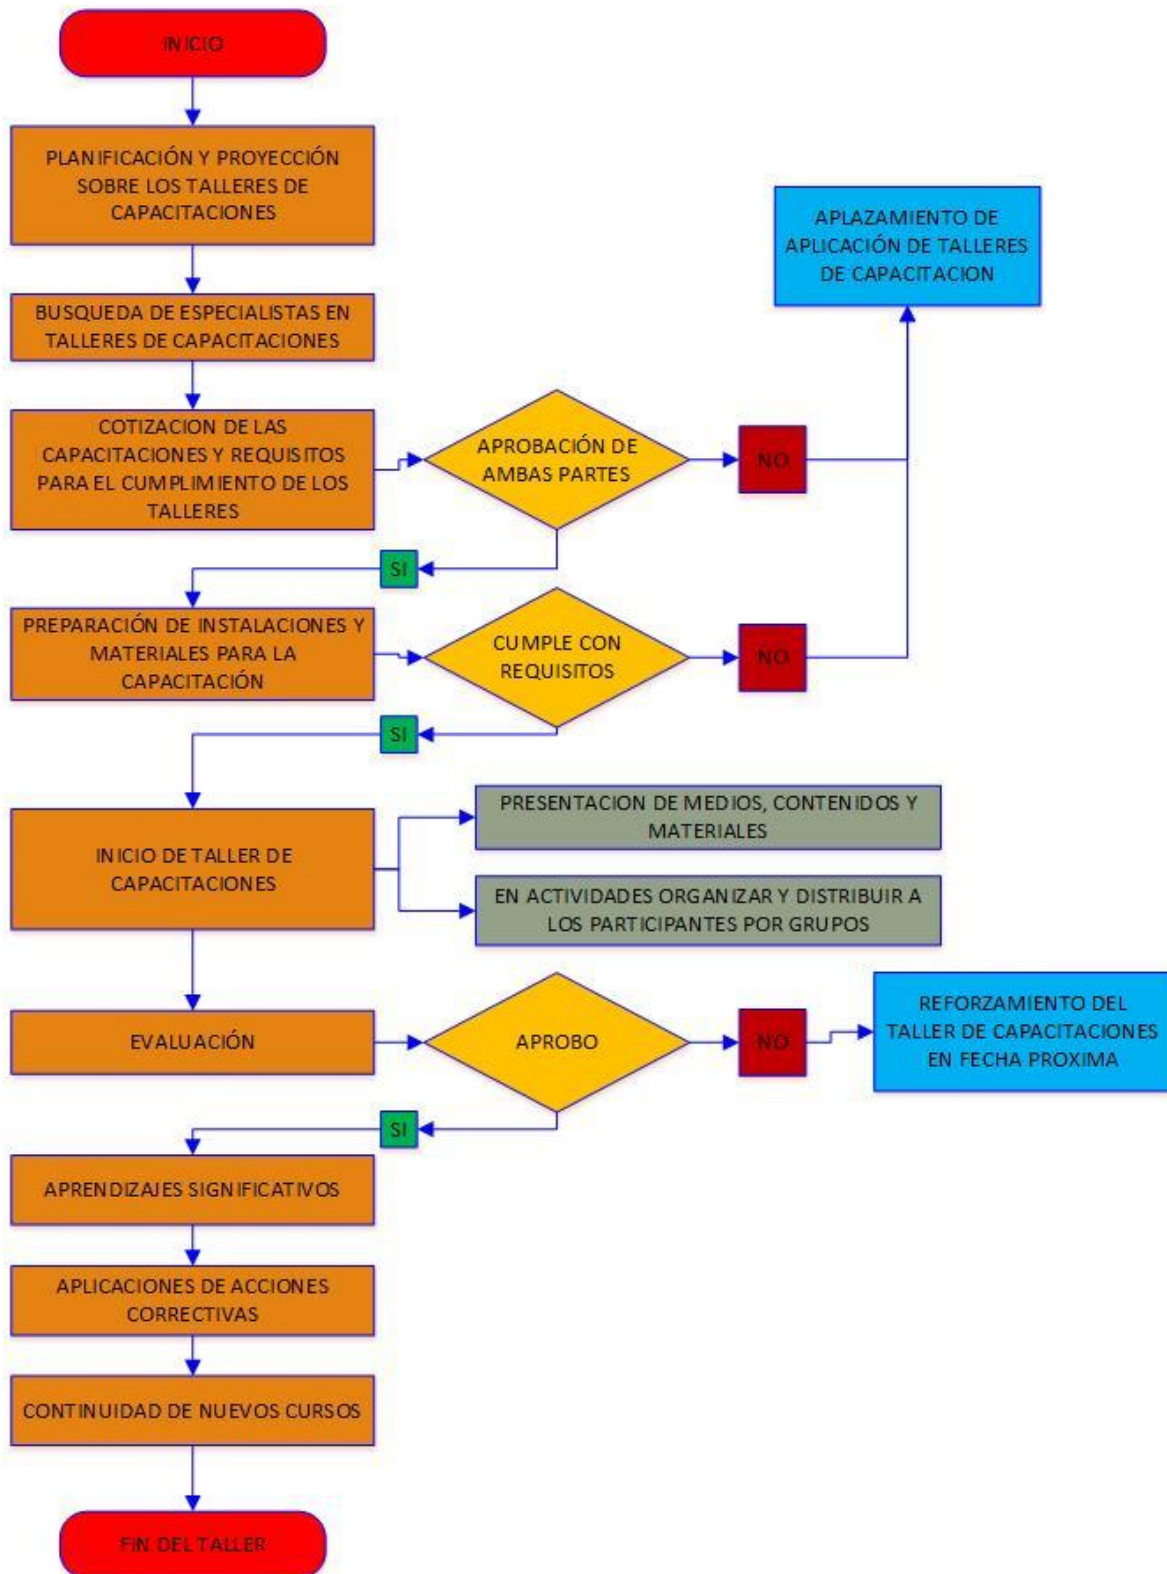 INICIO
PLANIFICACIÓN Y PROYECCIÓN
SOBRE LOS TALLERES DE
CAPACITACIONES
APLAZAMIENTO DE
APLICACIÓN DE TALLERES
DE CAPACITACION
BUSQUEDA DE ESPECIALISTAS EN
TALLERES DE CAPACITACIONES
COTIZACION DE LAS
CAPACITACIONES Y REQUISITOS
PARA EL CUMPLIMIENTO DE LOS
TALLERES
APROBACIÓN DE
AMBAS PARTES
NO
SI
PREPARACIÓN DE INSTALACIONES Y
MATERIALES PARA LA
CAPACITACIÓN
CUMPLE CON
REQUISITOS
NO
SI
INICIO DE TALLER DE
CAPACITACIONES
PRESENTACION DE MEDIOS, CONTENIDOS Y
MATERIALES
EN ACTIVIDADES ORGANIZAR Y DISTRIBUIR A
LOS PARTICIPANTES POR GRUPOS
EVALUACIÓN
APROBO
NO
REFORZAMIENTO DEL
TALLER DE CAPACITACIONES
EN FECHA PROXIMA
SI
APRENDIZAJES SIGNIFICATIVOS
APLICACIONES DE ACCIONES
CORRECTIVAS
CONTINUIDAD DE NUEVOS CURSOS
FIN DEL TALLER